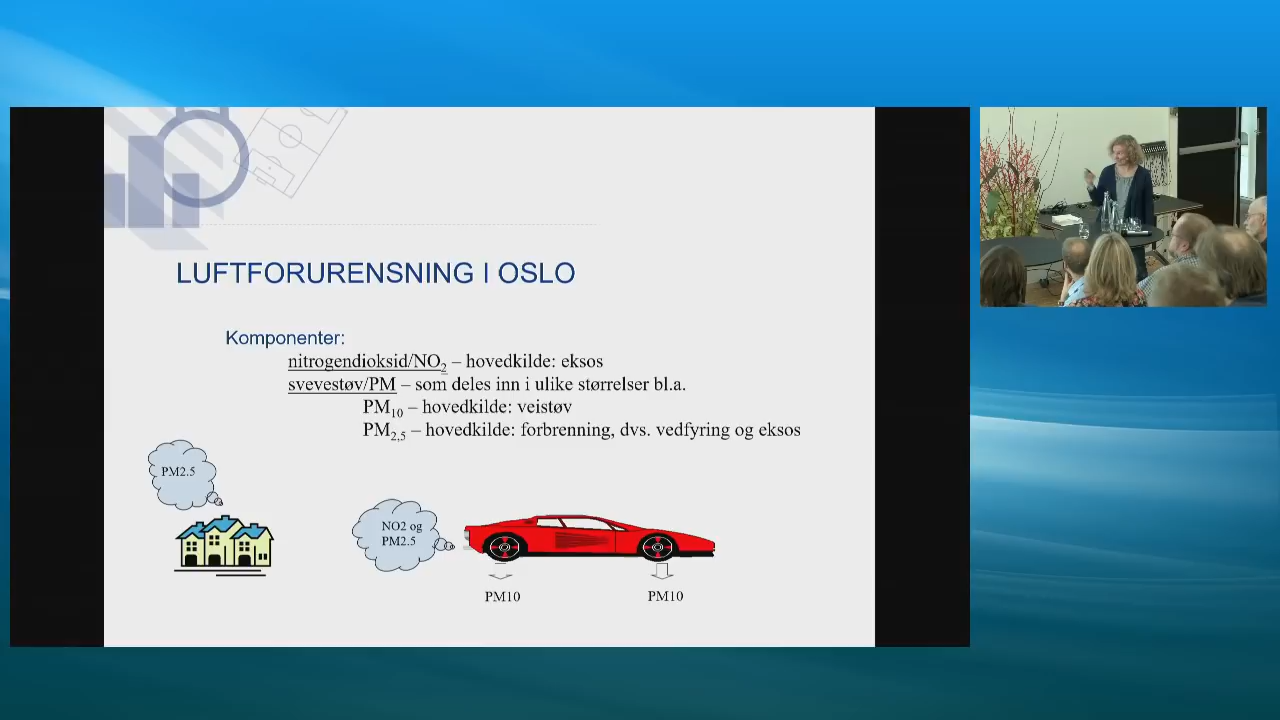 LUFTFORURENSNING I OSLO
Komponenter:
nitrogendioksid/NO2 – hovedkilde: eksos
svevestøv/PM – som deles inn i ulike størrelser bl.a.
PM10 – hovedkilde: veistøv
PM2,5 – hovedkilde: forbrenning, dvs. vedfyring og eksos
PM2.5
NO2 og
PM2.5
PM10
PM10